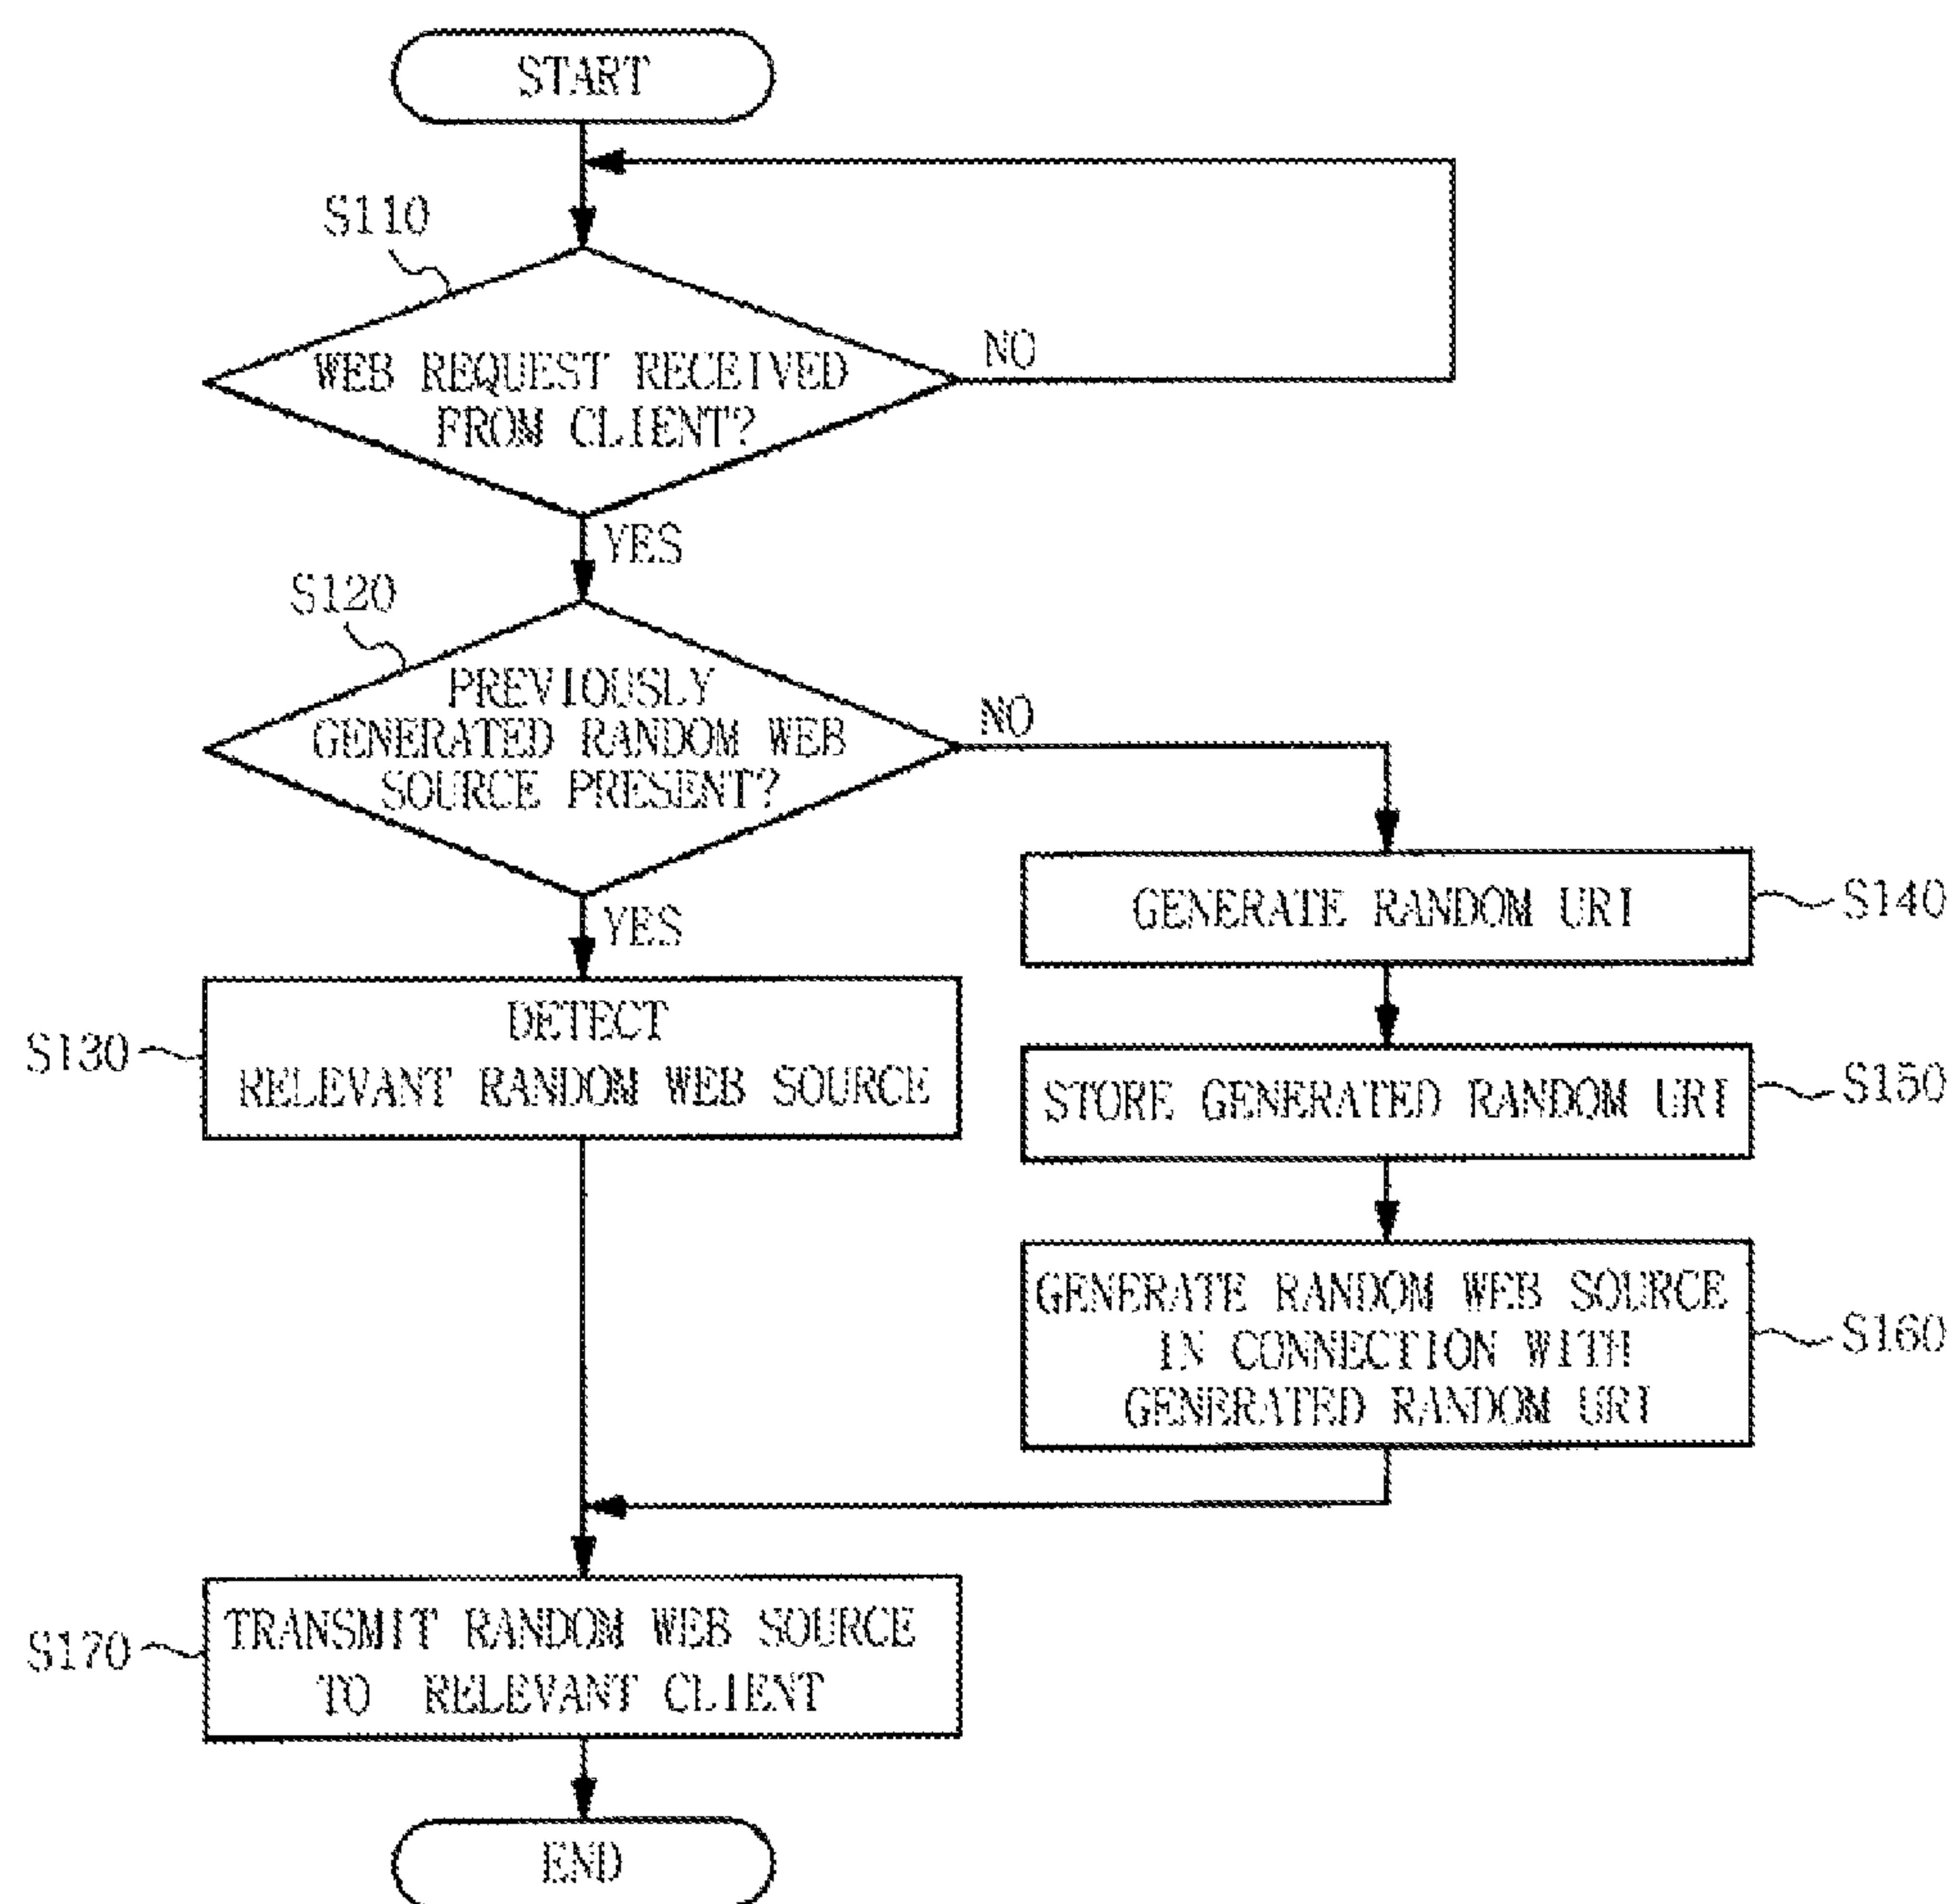 START
S110
WEB REQUEST RECEIVED
FROM CLIENT?
NO
YES
S120
PREVIOUSLY
GENERATED RANDOM WEB
SOURCE PRESENT?
NO
YES
S130
DETECT
RELEVANT RANDOM WEB SOURCE
GENERATE RANDOM URI
S140
STORE GENERATED RANDOM URI
S150
GENERATE RANDOM WEB SOURCE
IN CONNECTION WITH
GENERATED RANDOM URI
S160
S170
TRANSMIT RANDOM WEB SOURCE
TO RELEVANT CLIENT
END